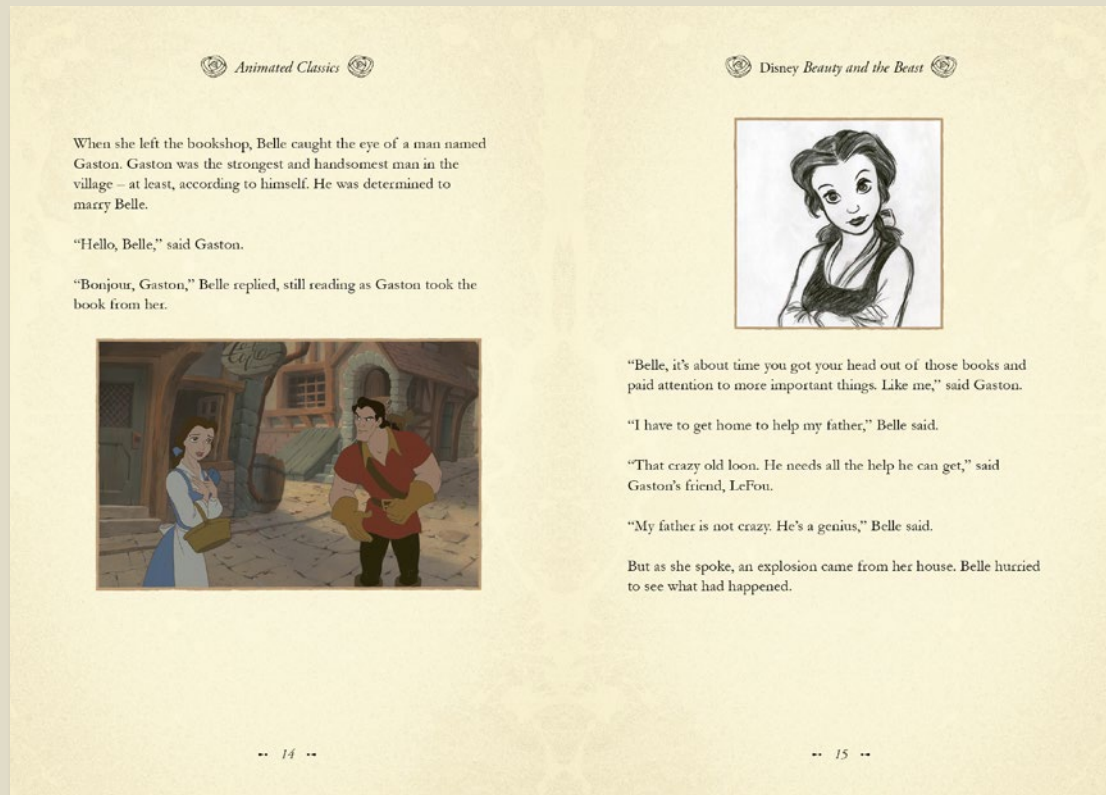 Animated Classics
When she left the bookshop, Belle caught the eye of a man named
Gaston. Gaston was the strongest and handsomest man in the
village – at least, according to himself. He was determined to
marry Belle.
“Hello, Belle,” said Gaston.
“Bonjour, Gaston,” Belle replied, still reading as Gaston took the
book from her.
14
Disney Beauty and the Beast
“Belle, it’s about time you got your head out of those books and
paid attention to more important things. Like me,” said Gaston.
“I have to get home to help my father,” Belle said.
“That crazy old loon. He needs all the help he can get,” said
Gaston’s friend, LeFou.
“My father is not crazy. He’s a genius,” Belle said.
But as she spoke, an explosion came from her house. Belle hurried
to see what had happened.
15